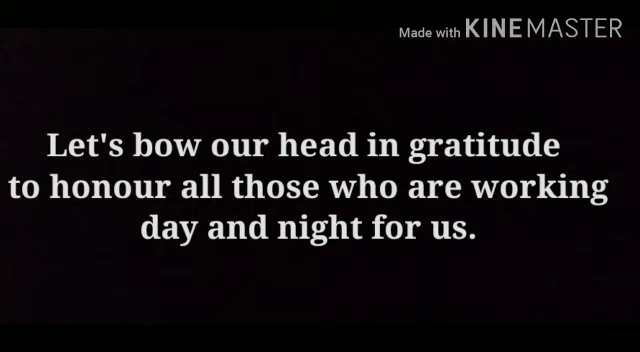 Made with KINEMASTER
Let's bow our head in gratitude
to honour all those who are working
day and night for us.